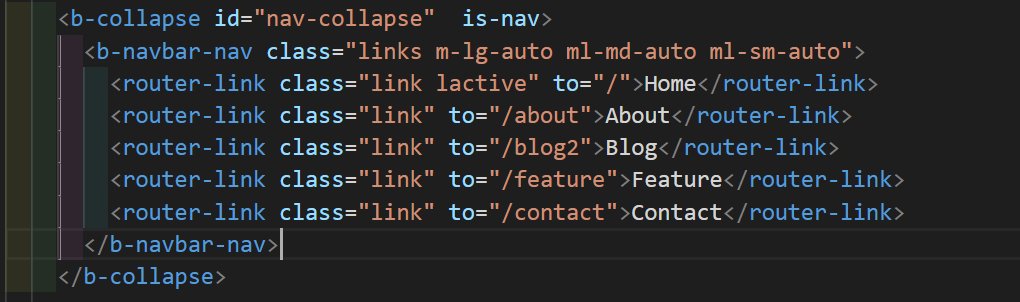 <b-collapse id="nav-collapse"  is-nav>
<b-navbar-nav class="links m-lg-auto ml-md-auto ml-sm-auto">
<router-link class="link lactive" to="/">Home</router-link>
<router-link class="link" to="/about">About</router-link>
<router-link class="link" to="/blog2">Blog</router-link>
<router-link class="link" to="/feature">Feature</router-link>
<router-link class="link" to="/contact">Contact</router-link>
</b-navbar-nav>
</b-collapse>